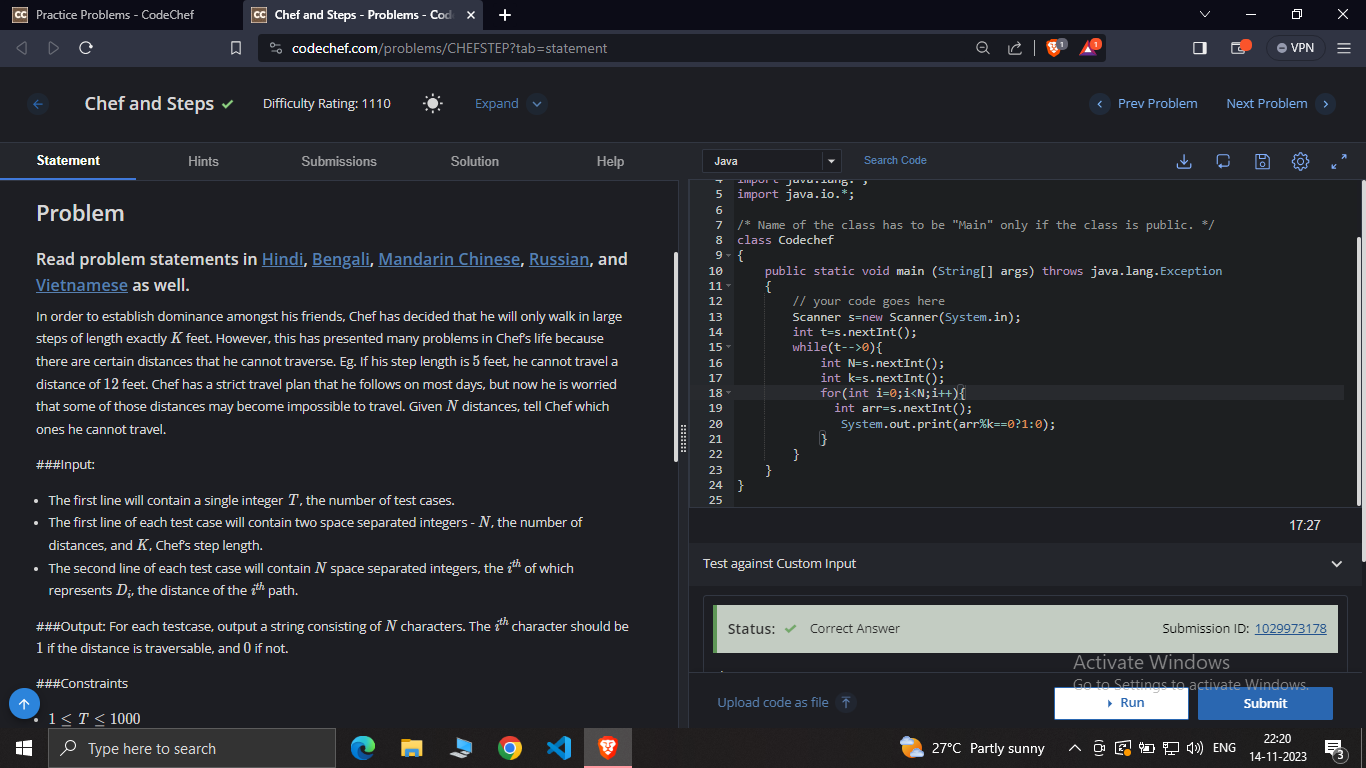 Practice Problems - CodeChef
Chef and Steps - Problems - Cod
codechef.com/problems/CHEFSTEP?tab=statement
1
1
VPN
Chef and Steps
Difficulty Rating: 1110
Expand
Prev Problem
Next Problem
Statement
Hints
Submissions
Solution
Help
Problem
Read problem statements in Hindi, Bengali, Mandarin Chinese, Russian, and
Vietnamese as well.
In order to establish dominance amongst his friends, Chef has decided that he will only walk in large
steps of length exactly K feet. However, this has presented many problems in Chef's life because
there are certain distances that he cannot traverse. Eg. If his step length is 5 feet, he cannot travel a
distance of 12 feet. Chef has a strict travel plan that he follows on most days, but now he is worried
that some of those distances may become impossible to travel. Given N distances, tell Chef which
ones he cannot travel.
###Input:
• The first line will contain a single integer T, the number of test cases.
• The first line of each test case will contain two space separated integers - N, the number of
distances, and K, Chef's step length.
• The second line of each test case will contain N space separated integers, the i^th of which
represents D_i, the distance of the i^th path.
###Output: For each testcase, output a string consisting of N characters. The i^th character should be
1 if the distance is traversable, and 0 if not.
###Constraints
• 1 ≤ T ≤ 1000
Java
Search Code
4 import java.lang.*;
5 import java.io.*;
6
7 /* Name of the class has to be "Main" only if the class is public. */
8 class Codechef
9 {
10 public static void main (String[] args) throws java.lang.Exception
11 {
12 // your code goes here
13 Scanner s=new Scanner(System.in);
14 int t=s.nextInt();
15 while(t-->0){
16 int N=s.nextInt();
17 int k=s.nextInt();
18 for(int i=0;i<N;i++){
19 int arr=s.nextInt();
20 System.out.print(arr%k==0?1:0);
21 }
22 }
23 }
24 }
25
17:27
Test against Custom Input
Status: ✔ Correct Answer
Submission ID: 1029973178
Activate Windows
Go to Settings to activate Windows.
Upload code as file
Run
Submit
Type here to search
27°C Partly sunny
ENG
22:20
14-11-2023
3